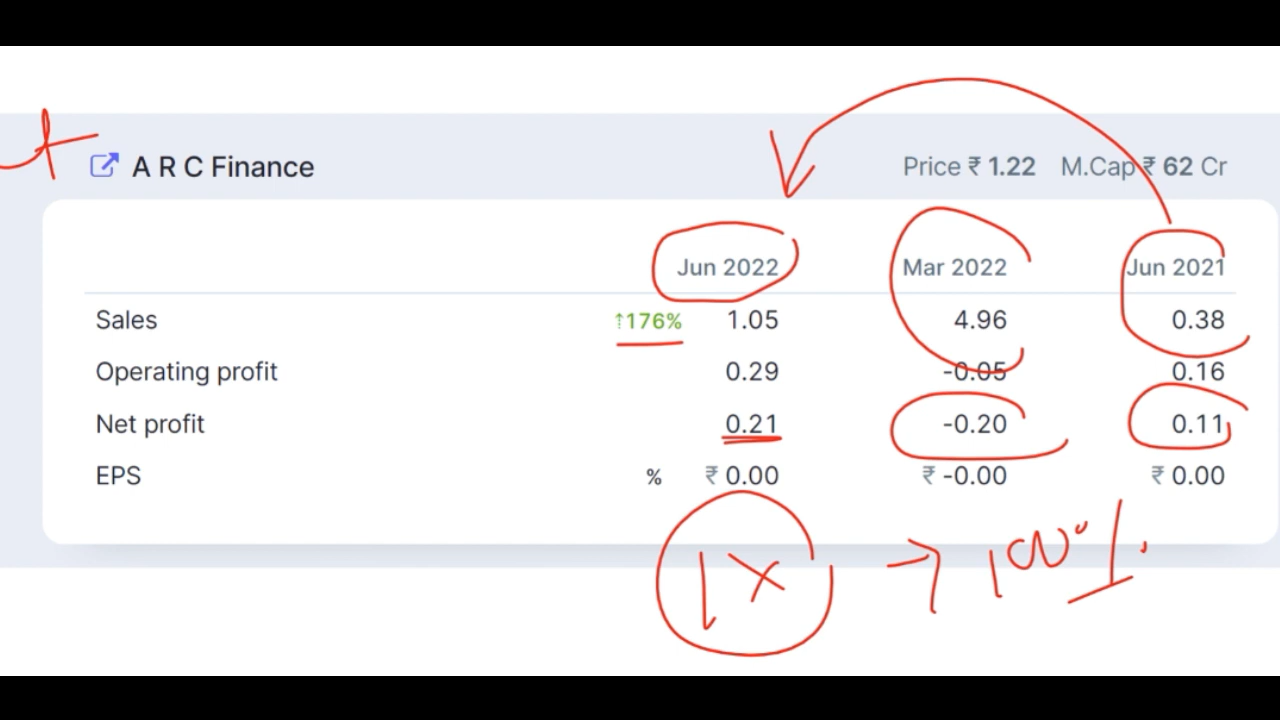 A R C Finance Price ₹ 1.22 M.Cap ₹ 62 Cr
Jun 2022 Mar 2022 Jun 2021
Sales ⇡176% 1.05 4.96 0.38
Operating profit 0.29 -0.05 0.16
Net profit 0.21 -0.20 0.11
EPS % ₹ 0.00 ₹ -0.00 ₹ 0.00
1x → 100%